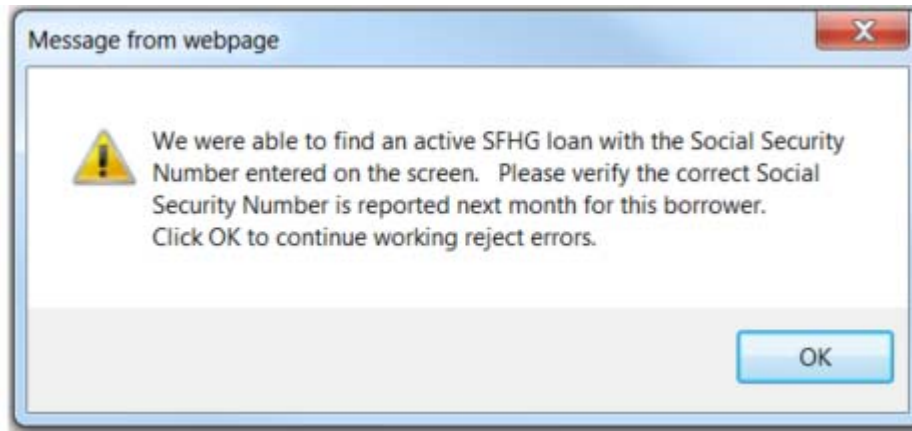 Message from webpage
We were able to find an active SFHG loan with the Social Security
Number entered on the screen.   Please verify the correct Social
Security Number is reported next month for this borrower.
Click OK to continue working reject errors.
OK